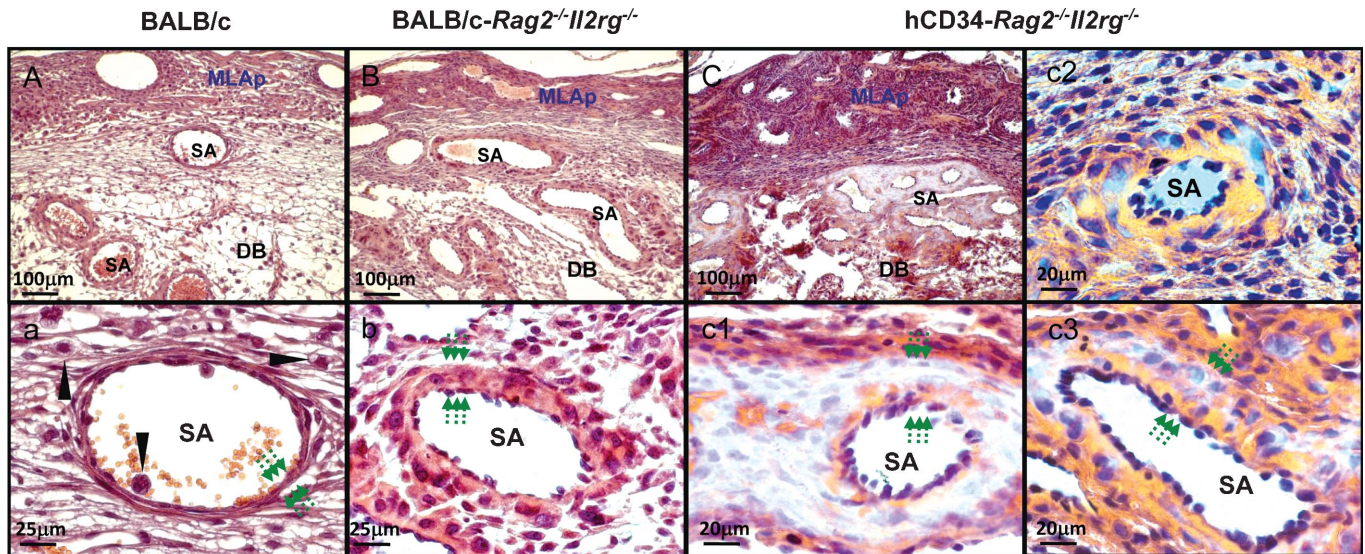 BALB/c
BALB/c-Rag2-/-Il2rg-/-
hCD34-Rag2-/-Il2rg-/-
A
MLAp
SA
SA
DB
100μm
B
MLAp
SA
SA
DB
100μm
C
MLAp
SA
DB
100μm
c2
SA
20μm
a
SA
25μm
b
SA
25μm
c1
SA
20μm
c3
SA
20μm